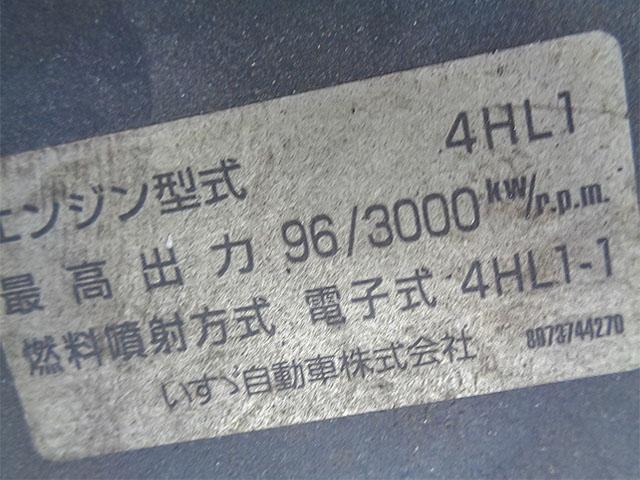 エンジン型式 4HL1
最高出力 96/3000 kw/r.p.m.
燃料噴射方式 電子式 4HL1-1
いすゞ自動車株式会社 8973744270